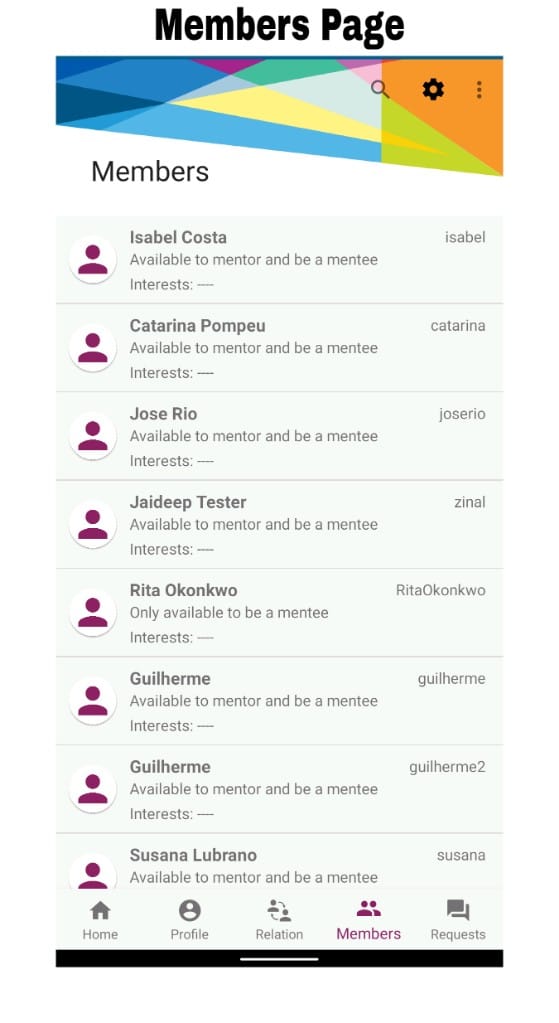 Members Page
Members
Isabel Costa isabel
Available to mentor and be a mentee
Interests: ----
Catarina Pompeu catarina
Available to mentor and be a mentee
Interests: ----
Jose Rio joserio
Available to mentor and be a mentee
Interests: ----
Jaideep Tester zinal
Available to mentor and be a mentee
Interests: ----
Rita Okonkwo RitaOkonkwo
Only available to be a mentee
Interests: ----
Guilherme guilherme
Available to mentor and be a mentee
Interests: ----
Guilherme guilherme2
Available to mentor and be a mentee
Interests: ----
Susana Lubrano susana
Available to mentor and be a mentee
Home Profile Relation Members Requests